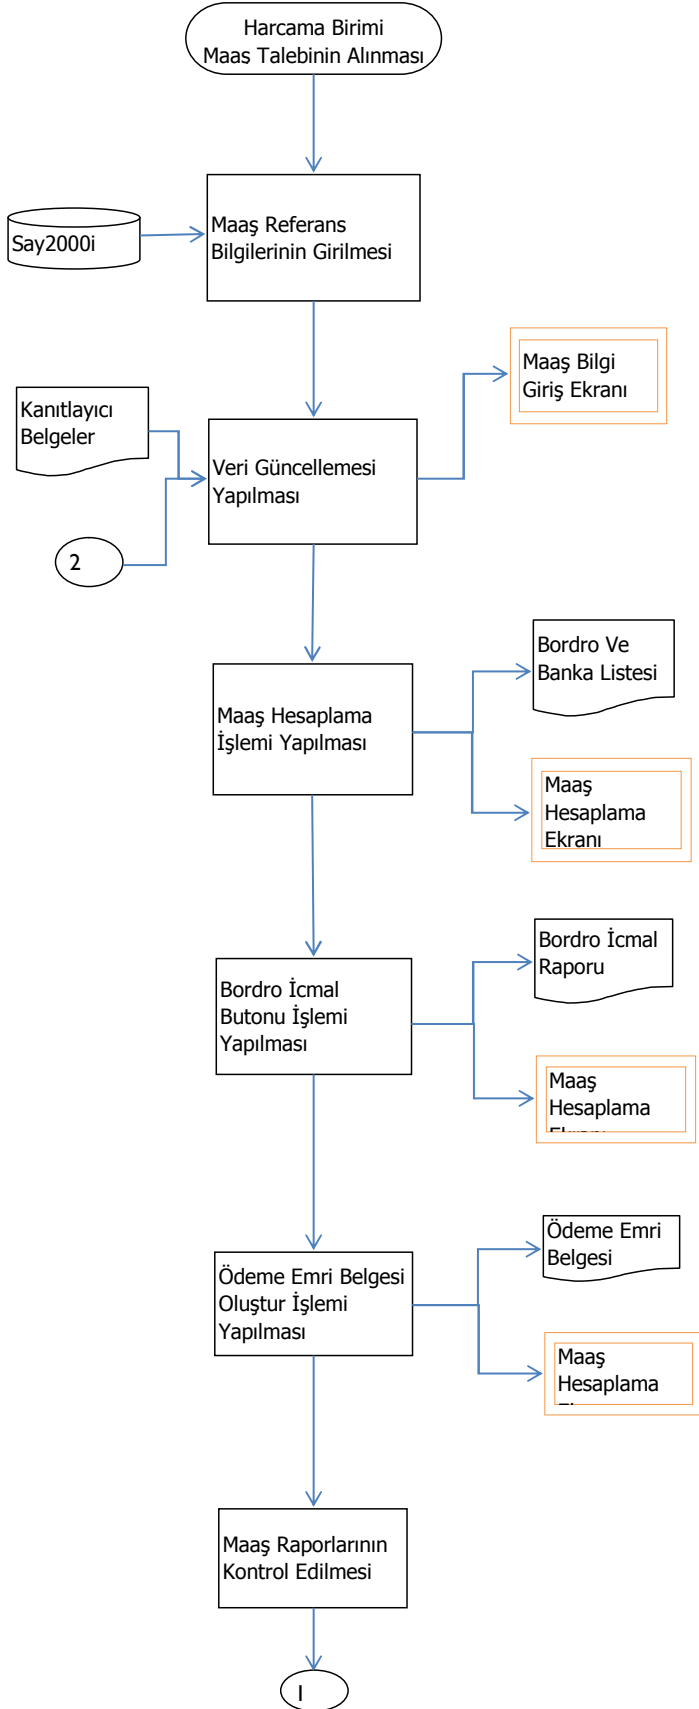 Harcama Birimi
Maaş Talebinin Alınması
Maaş Referans
Bilgilerinin Girilmesi
Say2000i
Maaş Bilgi
Giriş Ekranı
Kanıtlayıcı
Belgeler
Veri Güncellemesi
Yapılması
2
Bordro Ve
Banka Listesi
Maaş Hesaplama
İşlemi Yapılması
Maaş
Hesaplama
Ekranı
Bordro İcmal
Raporu
Bordro İcmal
Butonu İşlemi
Yapılması
Maaş
Hesaplama
Ödeme Emri
Belgesi
Ödeme Emri Belgesi
Oluştur İşlemi
Yapılması
Maaş
Hesaplama
Maaş Raporlarının
Kontrol Edilmesi
I